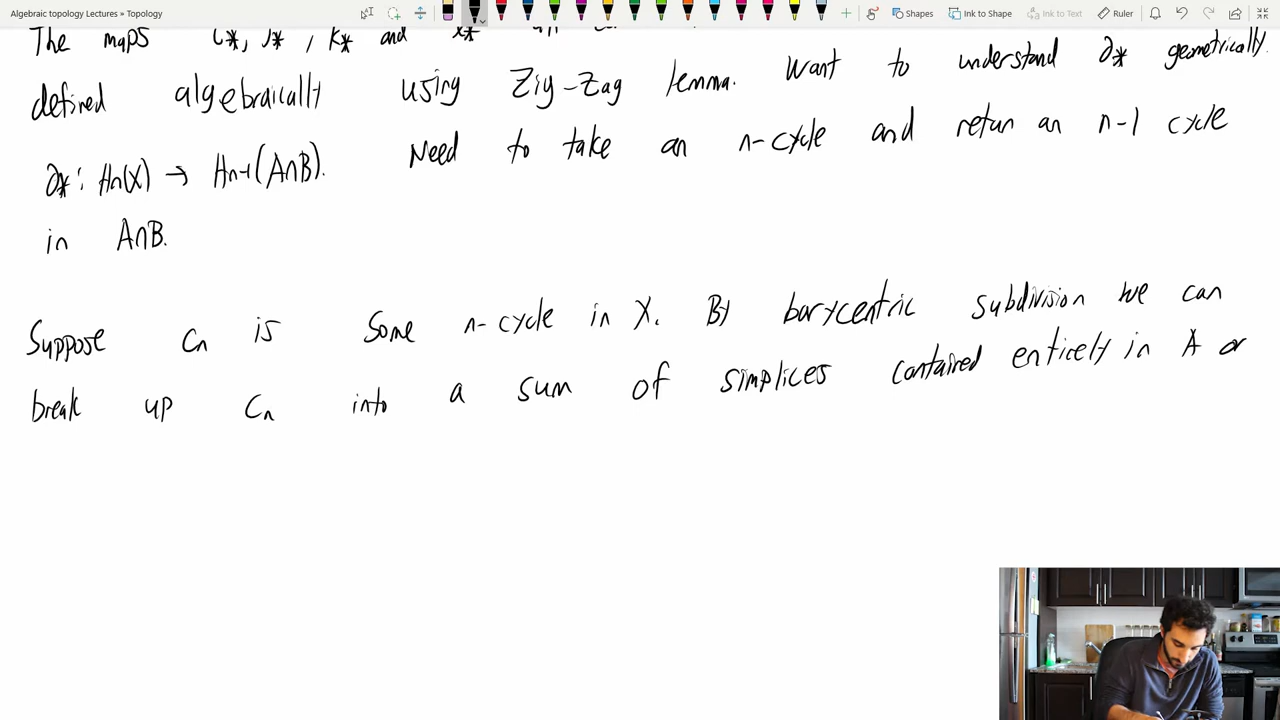 Algebraic topology Lectures » Topology
Shapes Ink to Shape Ink to Text Ruler
The maps i*, j*, k* and l*
defined algebraically using Zig-Zag lemma. Want to understand ∂* geometrically.
∂*: Hn(X) → Hn-1(A∩B). Need to take an n-cycle and return an n-1 cycle
in A∩B.
Suppose Cn is some n-cycle in X. By barycentric subdivision we can
break up Cn into a sum of simplices contained entirely in A or